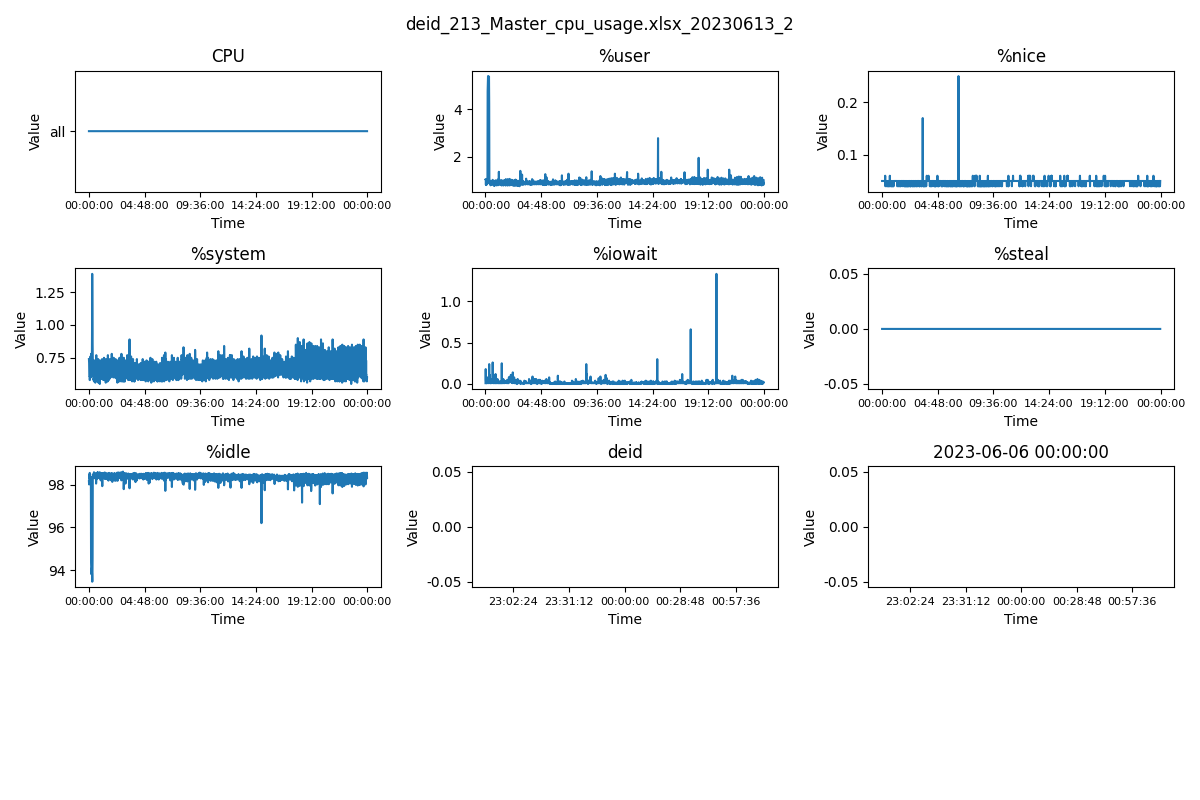 deid_213_Master_cpu_usage.xlsx_20230613_2
CPU
%user
%nice
Value
all
00:00:00 04:48:00 09:36:00 14:24:00 19:12:00 00:00:00
Time
Value
4
2
00:00:00 04:48:00 09:36:00 14:24:00 19:12:00 00:00:00
Time
Value
0.2
0.1
00:00:00 04:48:00 09:36:00 14:24:00 19:12:00 00:00:00
Time
%system
%iowait
%steal
Value
1.25
1.00
0.75
00:00:00 04:48:00 09:36:00 14:24:00 19:12:00 00:00:00
Time
Value
1.0
0.5
0.0
00:00:00 04:48:00 09:36:00 14:24:00 19:12:00 00:00:00
Time
Value
0.05
0.00
-0.05
00:00:00 04:48:00 09:36:00 14:24:00 19:12:00 00:00:00
Time
%idle
deid
2023-06-06 00:00:00
Value
98
96
94
00:00:00 04:48:00 09:36:00 14:24:00 19:12:00 00:00:00
Time
Value
0.05
0.00
-0.05
23:02:24 23:31:12 00:00:00 00:28:48 00:57:36
Time
Value
0.05
0.00
-0.05
23:02:24 23:31:12 00:00:00 00:28:48 00:57:36
Time